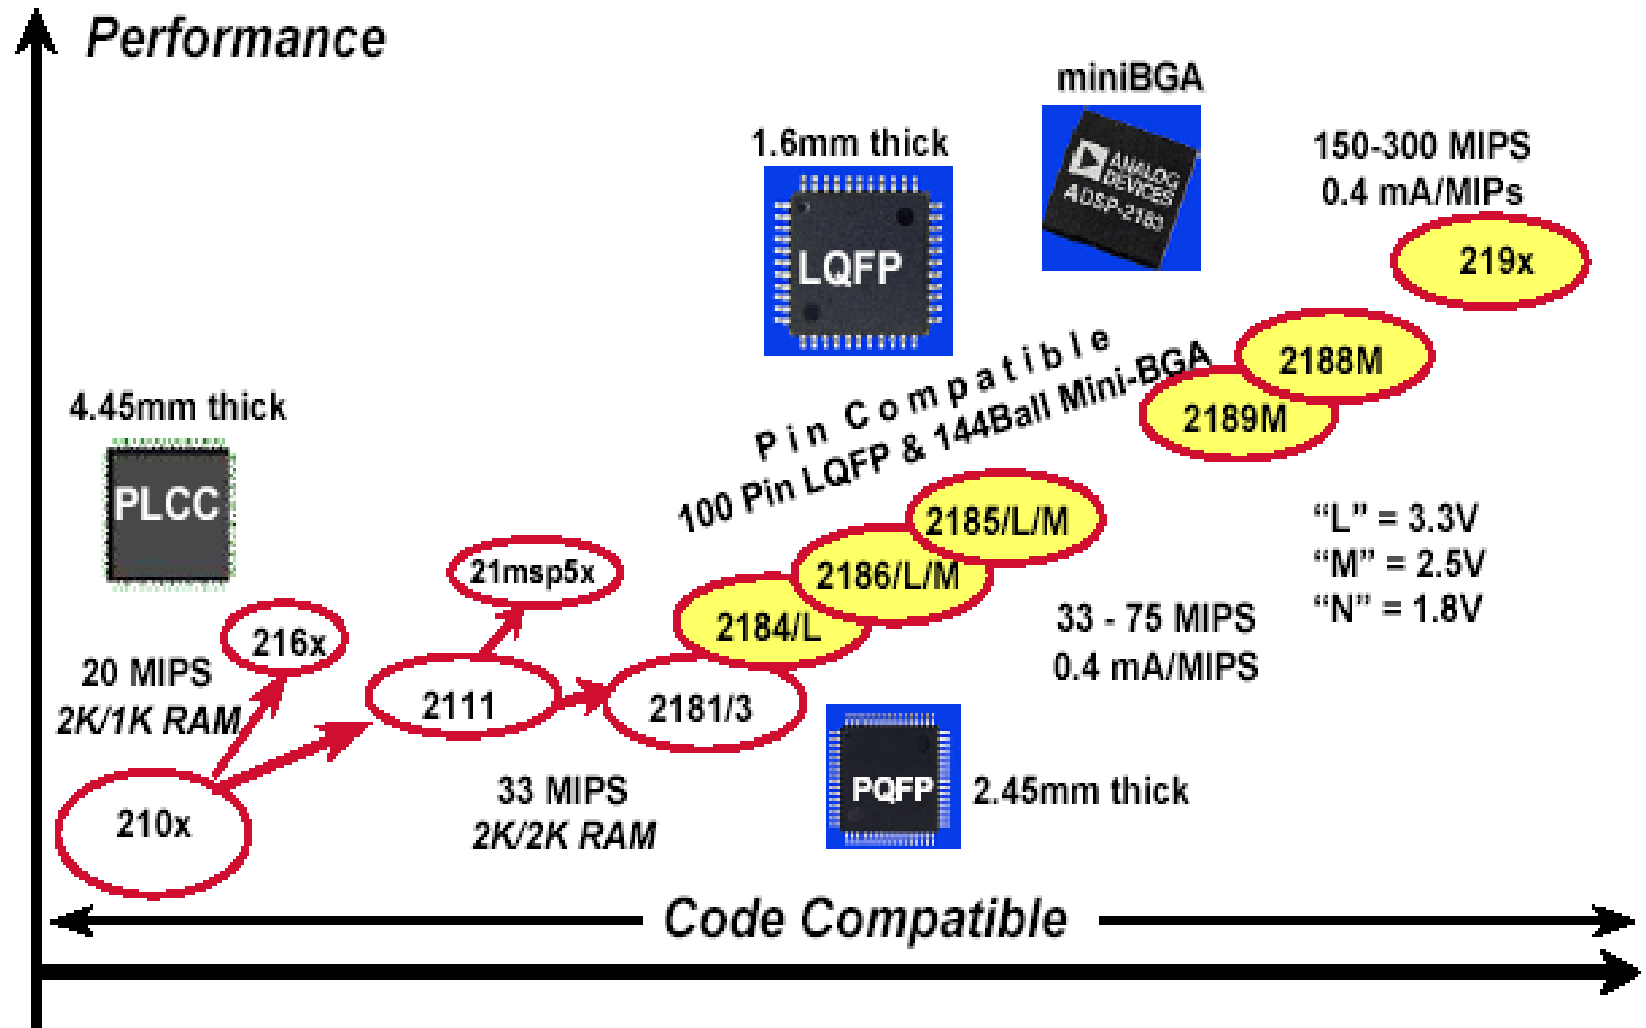 Performance
miniBGA
ANALOG
DEVICES
ADSP-2183
1.6mm thick
LQFP
150-300 MIPS
0.4 mA/MIPs
219x
Pin Compatible
100 Pin LQFP & 144Ball Mini-BGA
2188M
2189M
4.45mm thick
PLCC
2185/L/M
2186/L/M
2184/L
21msp5x
“L” = 3.3V
“M” = 2.5V
“N” = 1.8V
33 - 75 MIPS
0.4 mA/MIPS
216x
20 MIPS
2K/1K RAM
2111
2181/3
210x
33 MIPS
2K/2K RAM
PQFP
2.45mm thick
Code Compatible